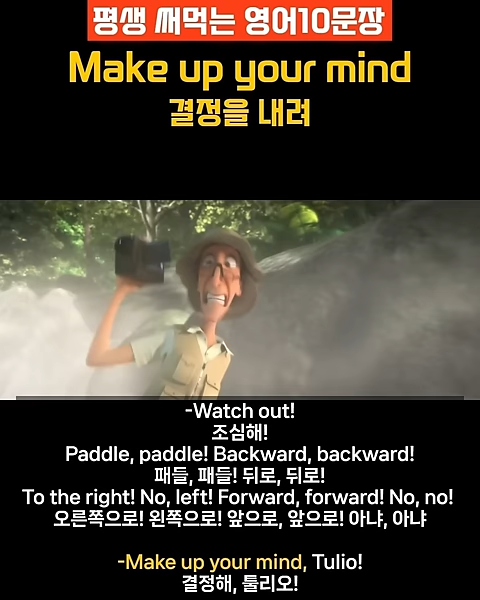 평생 써먹는 영어10문장
Make up your mind
결정을 내려
-Watch out!
조심해!
Paddle, paddle! Backward, backward!
패들, 패들! 뒤로, 뒤로!
To the right! No, left! Forward, forward! No, no!
오른쪽으로! 왼쪽으로! 앞으로, 앞으로! 아냐, 아냐
-Make up your mind, Tulio!
결정해, 툴리오!